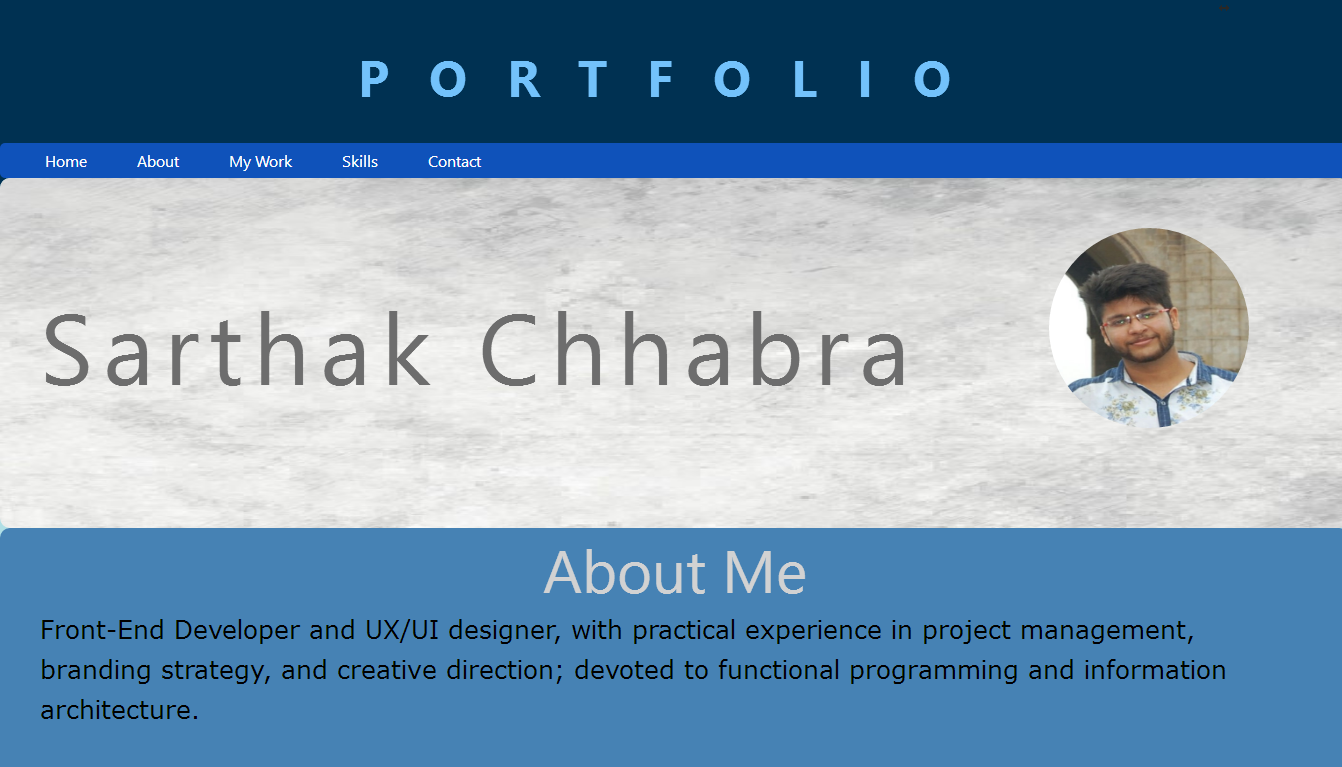 PORTFOLIO
Home About My Work Skills Contact
Sarthak Chhabra
About Me
Front-End Developer and UX/UI designer, with practical experience in project management,
branding strategy, and creative direction; devoted to functional programming and information
architecture.